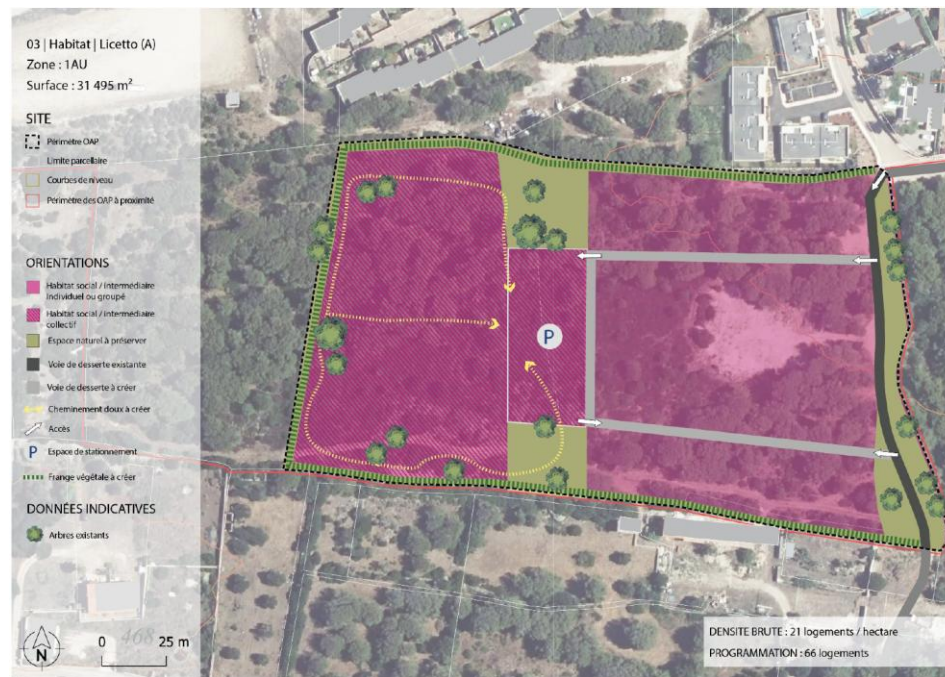 03 | Habitat | Licetto (A)
Zone : 1AU
Surface : 31 495 m²
SITE
Périmètre OAP
Limite parcellaire
Courbes de niveau
Périmètre des OAP à proximité
ORIENTATIONS
Habitat social / intermédiaire
Individuel ou groupé
Habitat social / intermédiaire
collectif
Espace naturel à préserver
Voie de desserte existante
Voie de desserte à créer
Cheminement doux à créer
Accès
P Espace de stationnement
Frange végétale à créer
DONNÉES INDICATIVES
Arbres existants
N
0 25 m
468
P
DENSITE BRUTE : 21 logements / hectare
PROGRAMMATION : 66 logements